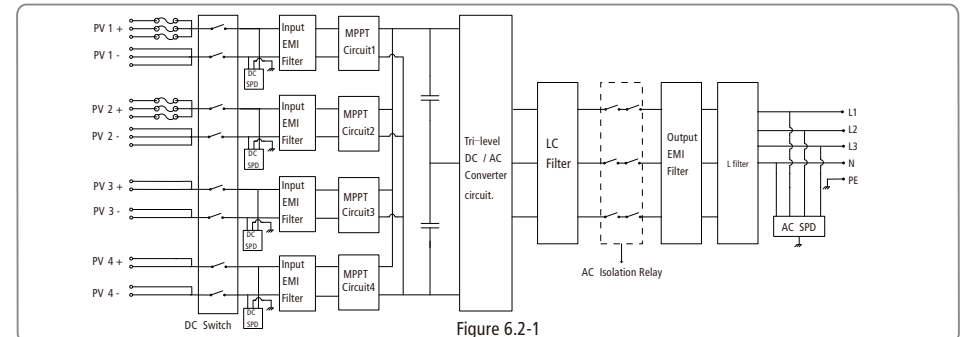 PV 1 +
PV 1 -
DC
SPD
Input
EMI
Filter
MPPT
Circuit1
PV 2 +
PV 2 -
DC
SPD
Input
EMI
Filter
MPPT
Circuit2
PV 3 +
PV 3 -
DC
SPD
Input
EMI
Filter
MPPT
Circuit3
PV 4 +
PV 4 -
DC
SPD
Input
EMI
Filter
MPPT
Circuit4
DC Switch
Tri-level
DC / AC
Converter
circuit.
LC
Filter
AC Isolation Relay
Output
EMI
Filter
L filter
L1
L2
L3
N
PE
AC SPD
Figure 6.2-1